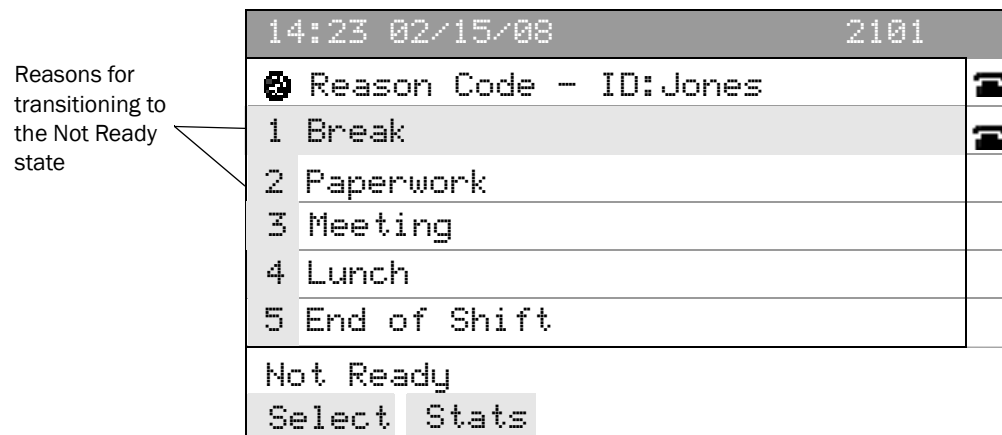 14:23 02/15/08 2101
Reasons for
transitioning to
the Not Ready
state
Reason Code - ID:Jones
1 Break
2 Paperwork
3 Meeting
4 Lunch
5 End of Shift
Not Ready
Select Stats